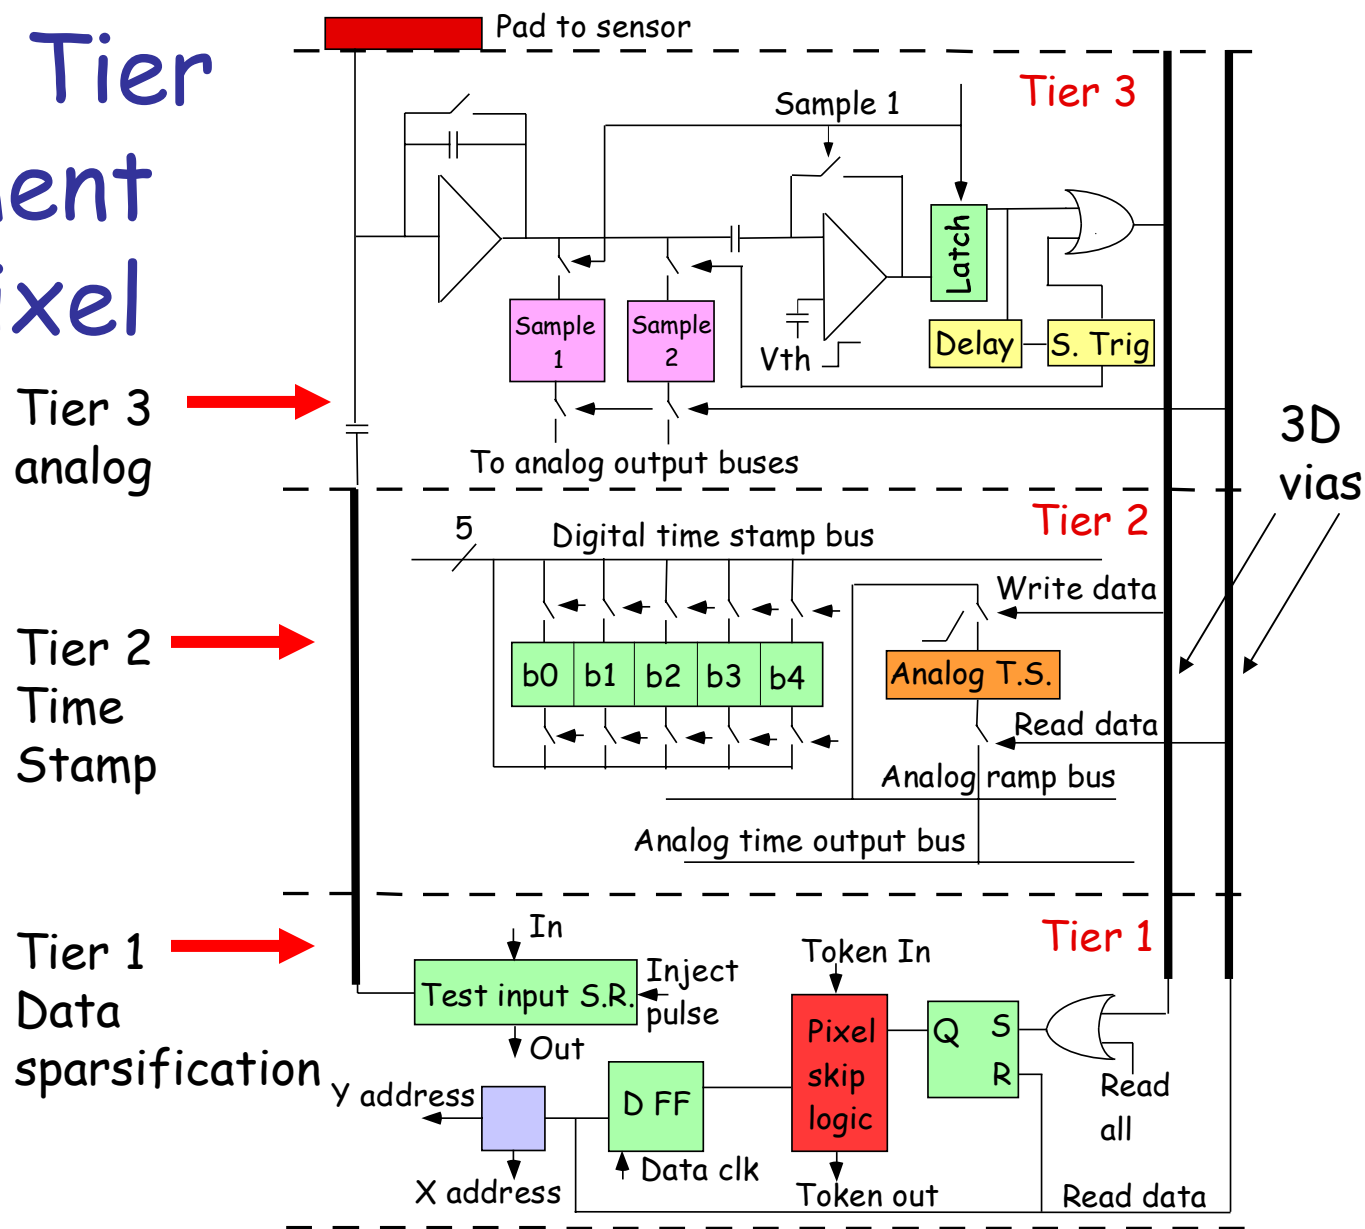 Tier
ent
ixel
Pad to sensor
Tier 3
Sample 1
Latch
Sample
1
Sample
2
Vth
Delay
S. Trig
To analog output buses
Tier 3
analog
3D
vias
Tier 2
5
Digital time stamp bus
Write data
b0
b1
b2
b3
b4
Analog T.S.
Read data
Analog ramp bus
Analog time output bus
Tier 2
Time
Stamp
Tier 1
In
Token In
Test input S.R.
Inject
pulse
Out
Pixel
skip
logic
Q
S
R
Read
all
Tier 1
Data
sparsification
Y address
D FF
Data clk
X address
Token out
Read data